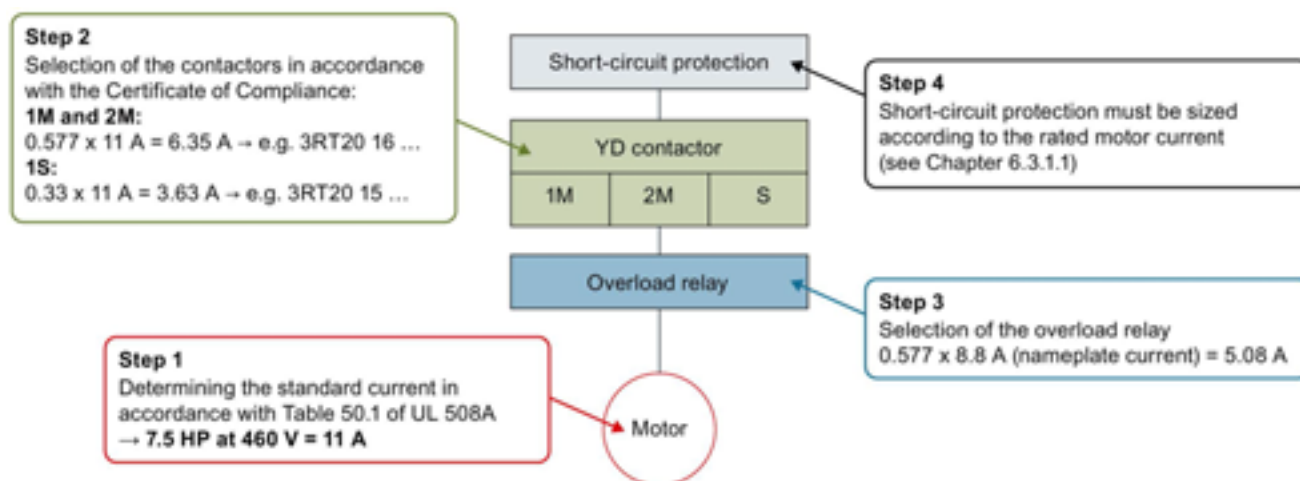 Step 2
Selection of the contactors in accordance
with the Certificate of Compliance:
1M and 2M:
0.577 x 11 A = 6.35 A → e.g. 3RT20 16 ...
1S:
0.33 x 11 A = 3.63 A → e.g. 3RT20 15 ...
Short-circuit protection
YD contactor
1M 2M S
Overload relay
Step 4
Short-circuit protection must be sized
according to the rated motor current
(see Chapter 6.3.1.1)
Step 3
Selection of the overload relay
0.577 x 8.8 A (nameplate current) = 5.08 A
Step 1
Determining the standard current in
accordance with Table 50.1 of UL 508A
→ 7.5 HP at 460 V = 11 A
Motor